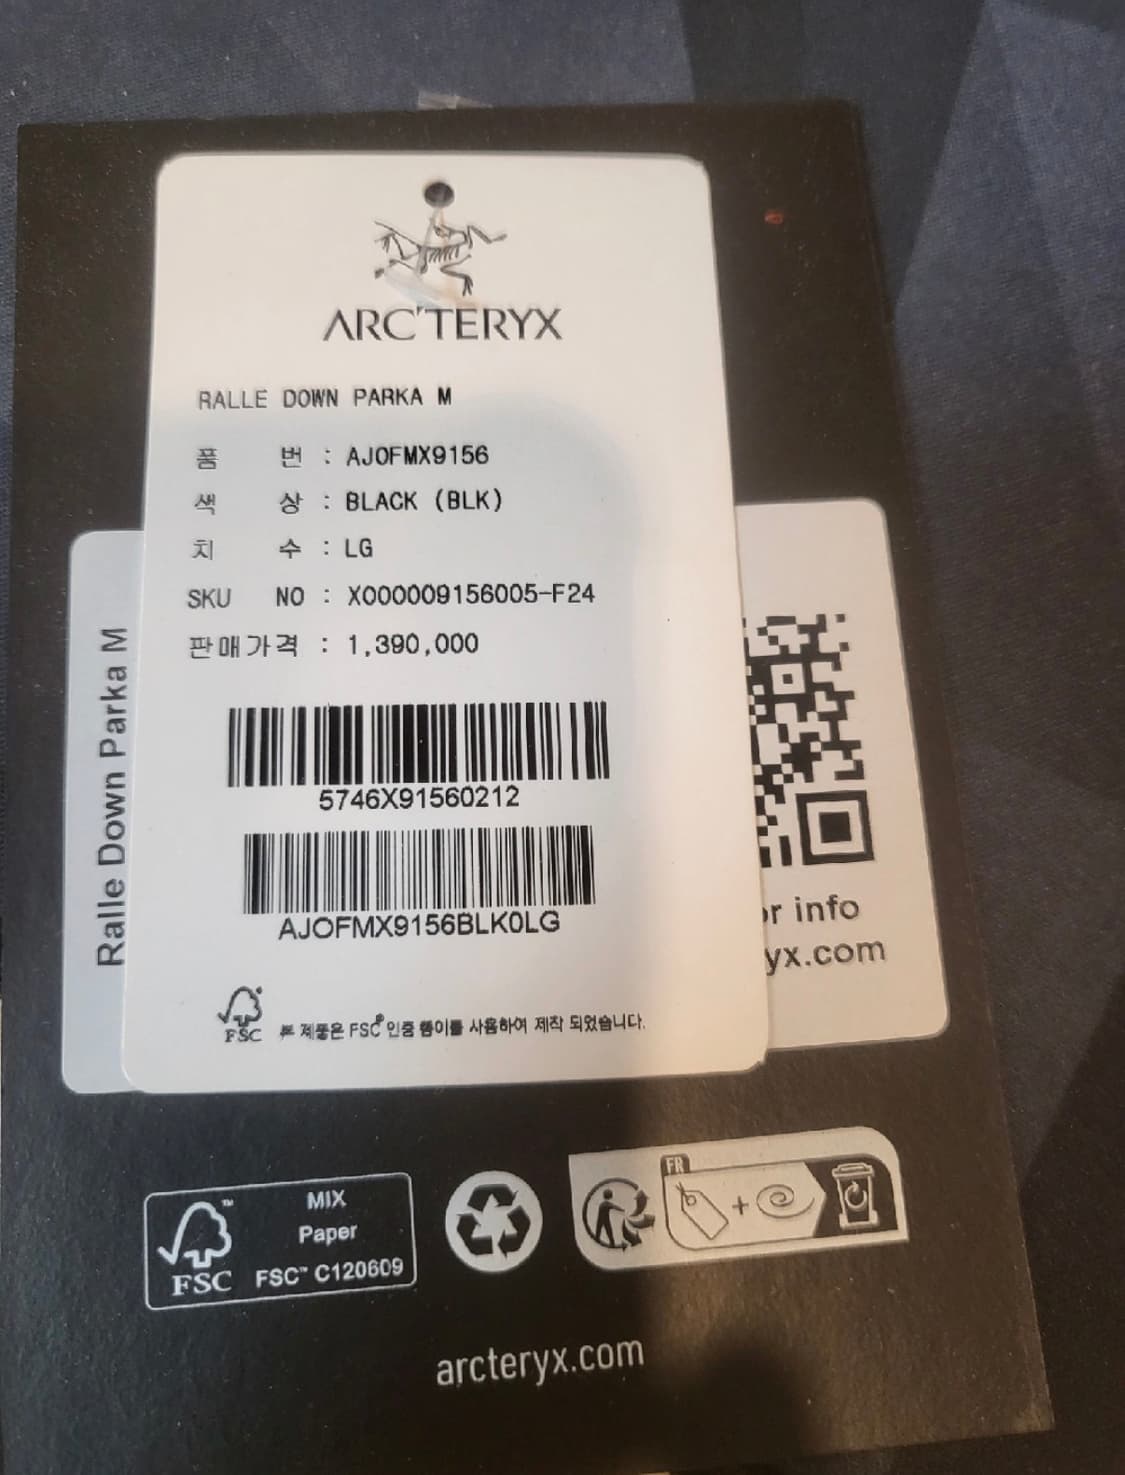 ARC'TERYX
RALLE DOWN PARKA M
품 번 : AJOFMX9156
색 상 : BLACK (BLK)
치 수 : LG
SKU NO : X000009156005-F24
판매가격 : 1,390,000
5746X91560212
AJOFMX9156BLK0LG
FSC 본 제품은 FSC® 인증 종이를 사용하여 제작 되었습니다.
Ralle Down Parka M
or info
yx.com
FSC™
MIX
Paper
FSC™ C120609
FR
arcteryx.com